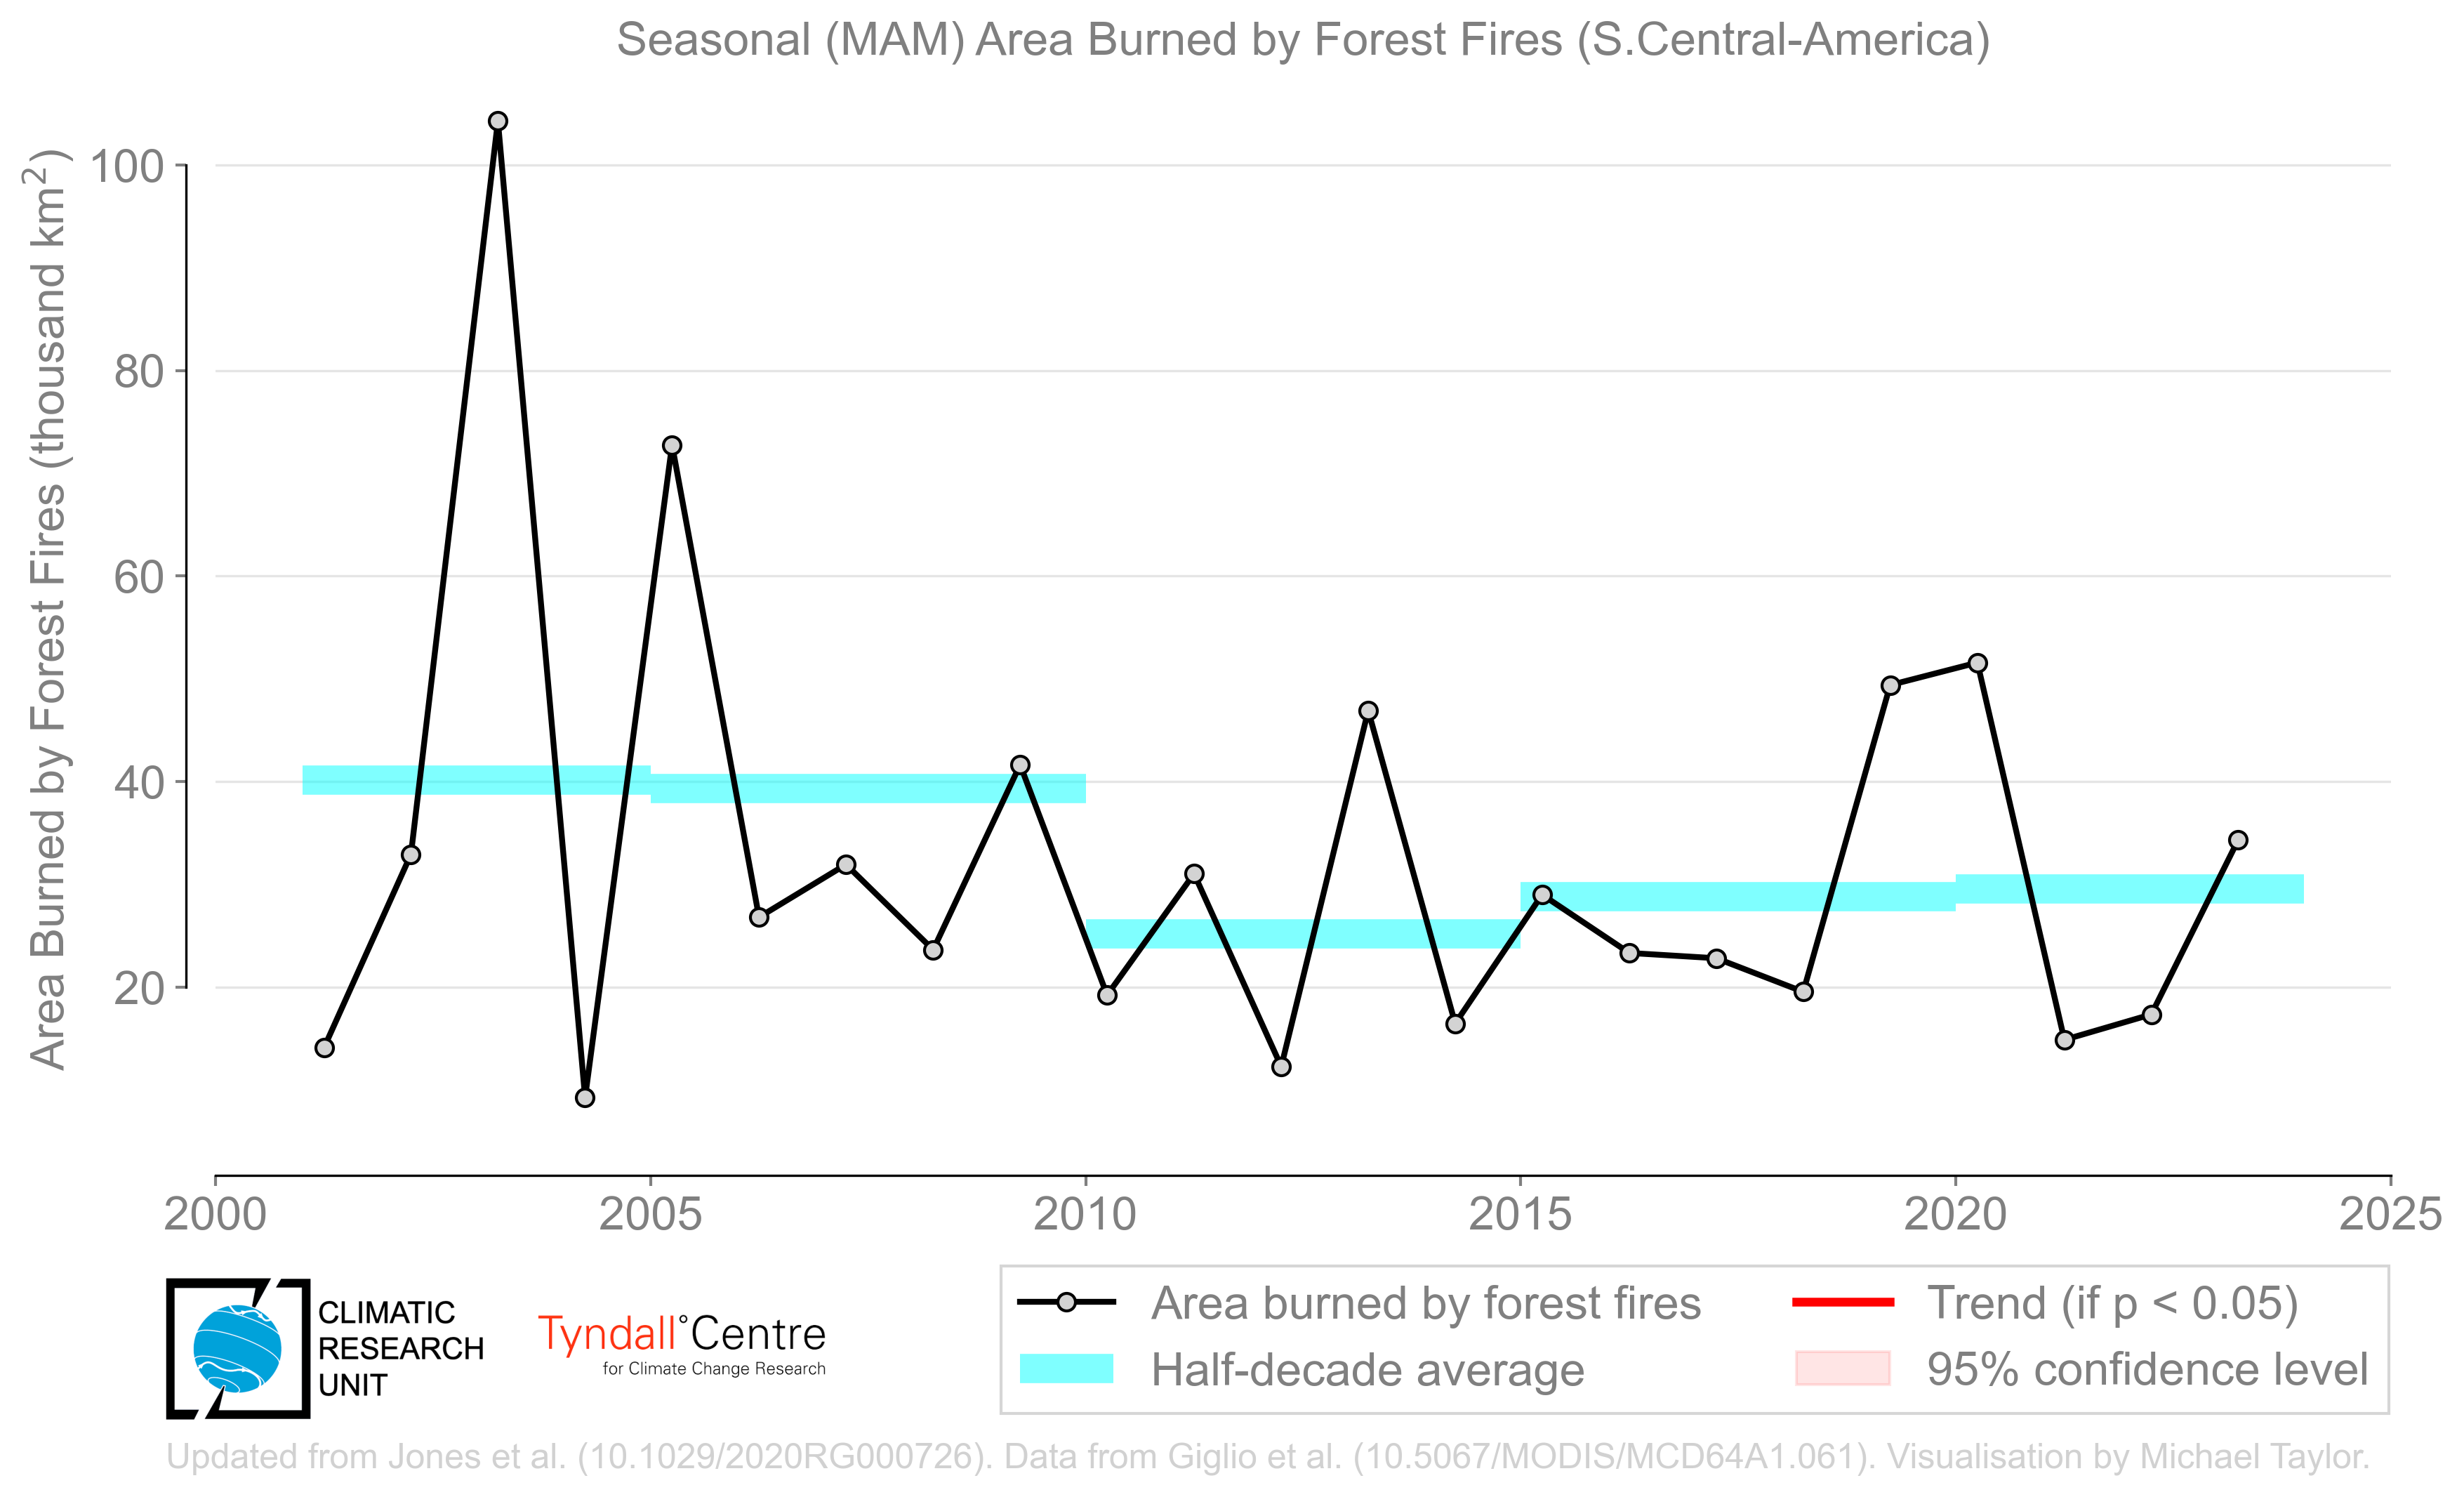 Seasonal (MAM) Area Burned by Forest Fires (S.Central-America)
Area Burned by Forest Fires (thousand km²)
100
80
60
40
20
2000 2005 2010 2015 2020 2025
CLIMATIC
RESEARCH
UNIT
Tyndall°Centre
for Climate Change Research
Area burned by forest fires
Half-decade average
Trend (if p < 0.05)
95% confidence level
Updated from Jones et al. (10.1029/2020RG000726). Data from Giglio et al. (10.5067/MODIS/MCD64A1.061). Visualisation by Michael Taylor.